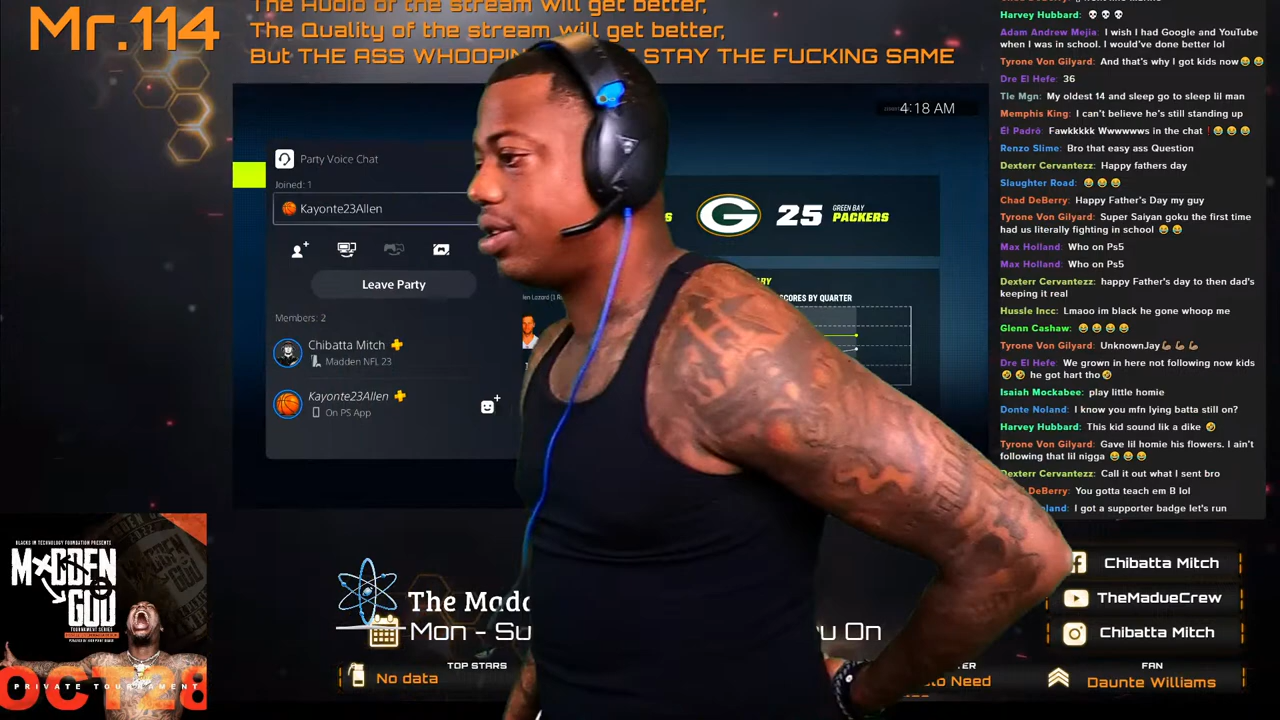 Mr.114
The Audio of the stream will get better,
The Quality of the stream will get better,
But THE ASS WHOOPIN STAY THE FUCKING SAME
4:18 AM
Party Voice Chat
Joined: 1
Kayonte23Allen
Leave Party
Members: 2
Chibatta Mitch
Madden NFL 23
Kayonte23Allen
On PS App
G
25
GREEN BAY
PACKERS
SCORES BY QUARTER
Harvey Hubbard: 💀 💀 💀
Adam Andrew Mejia: I wish I had Google and YouTube
when I was in school. I would've done better lol
Tyrone Von Gilyard: And that's why I got kids now😂 😂
Dre El Hefe: 36
Tle Mgn: My oldest 14 and sleep go to sleep lil man
Memphis King: I can't believe he's still standing up
Él Padrö: Fawkkkkk Wwwwwws in the chat❗😂 😂 😂
Renzo Slime: Bro that easy ass Question
Dexterr Cervantezz: Happy fathers day
Slaughter Road: 😂 😂 😂
Chad DeBerry: Happy Father's Day my guy
Tyrone Von Gilyard: Super Saiyan goku the first time
had us literally fighting in school 😂 😂
Max Holland: Who on Ps5
Max Holland: Who on Ps5
Dexterr Cervantezz: happy Father's day to then dad's
keeping it real
Hussle Incc: Lmaoo im black he gone whoop me
Glenn Cashaw: 😂 😂 😂 😂
Tyrone Von Gilyard: UnknownJay💪🏽 💪🏽 💪🏽
Dre El Hefe: We grown in here not following now kids
🤣 🤣 he got hart tho🤣
Isaiah Mockabee: play little homie
Donte Noland: I know you mfn lying batta still on?
Harvey Hubbard: This kid sound lik a dike 🤣
Tyrone Von Gilyard: Gave lil homie his flowers. I ain't
following that lil nigga 😂 😂 😂
Dexterr Cervantezz: Call it out what I sent bro
DeBerry: You gotta teach em B lol
I got a supporter badge let's run
BLACKS IN TECHNOLOGY FOUNDATION PRESENTS
MADDEN
GOD
TOURNAMENT SERIES
PRIVATE TOURNAMENT
The
Mon -
You On
TOP STARS
No data
Need
FAN
Daunte Williams
Chibatta Mitch
TheMadueCrew
Chibatta Mitch